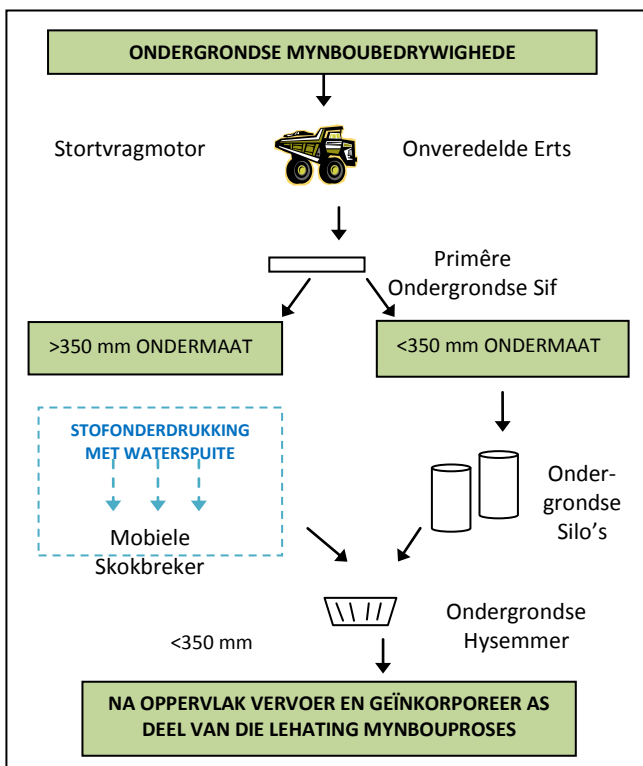 ONDERGRONDSE MYNBOUBEDRYWIGHEDE
Stortvragmotor
Onveredelde Erts
Primêre
Ondergrondse Sif
>350 mm ONDERMAAT
<350 mm ONDERMAAT
STOFONDERDRUKKING
MET WATERSPUITE
Mobiele
Skokbreker
Onder-
grondse
Silo’s
Ondergrondse
Hysemmer
<350 mm
NA OPPERVLAK VERVOER EN GEÏNKORPOREER AS
DEEL VAN DIE LEHATING MYNBOUPROSES